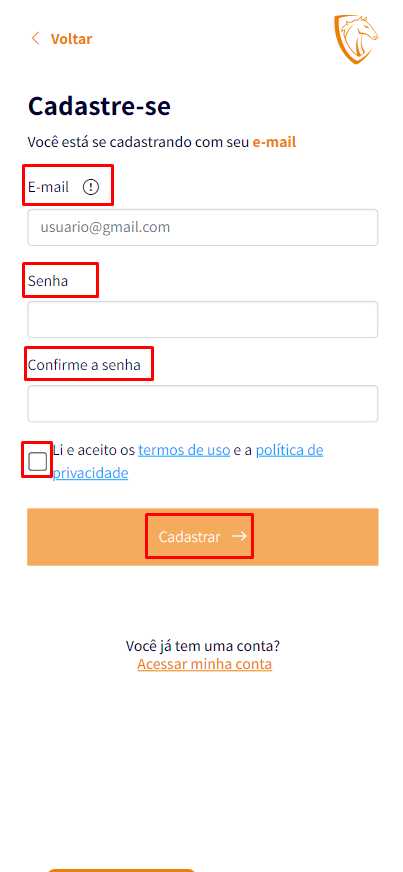 Voltar
Cadastre-se
Você está se cadastrando com seu e-mail
E-mail
usuario@gmail.com
Senha
Confirme a senha
Li e aceito os termos de uso e a política de
privacidade
Cadastrar
Você já tem uma conta?
Acessar minha conta